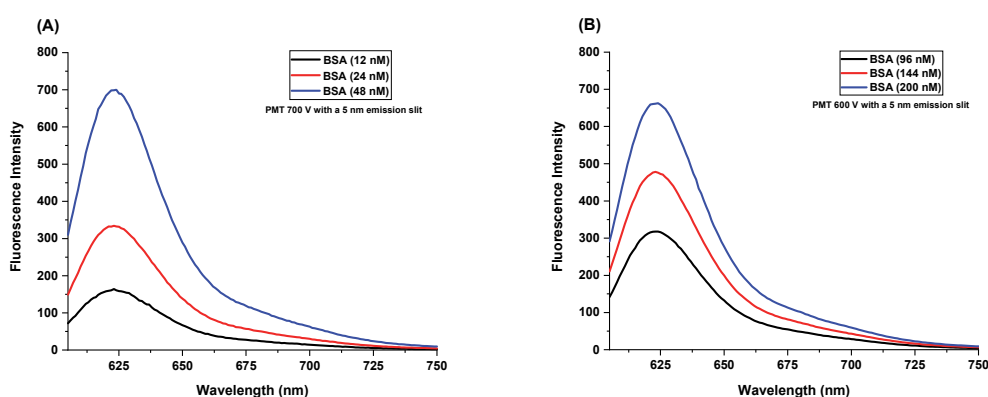 (A)
800
700
600
500
400
300
200
100
0
Fluorescence Intensity
BSA (12 nM)
BSA (24 nM)
BSA (48 nM)
PMT 700 V with a 5 nm emission slit
625 650 675 700 725 750
Wavelength (nm)
(B)
800
700
600
500
400
300
200
100
0
Fluorescence Intensity
BSA (96 nM)
BSA (144 nM)
BSA (200 nM)
PMT 600 V with a 5 nm emission slit
625 650 675 700 725 750
Wavelength (nm)